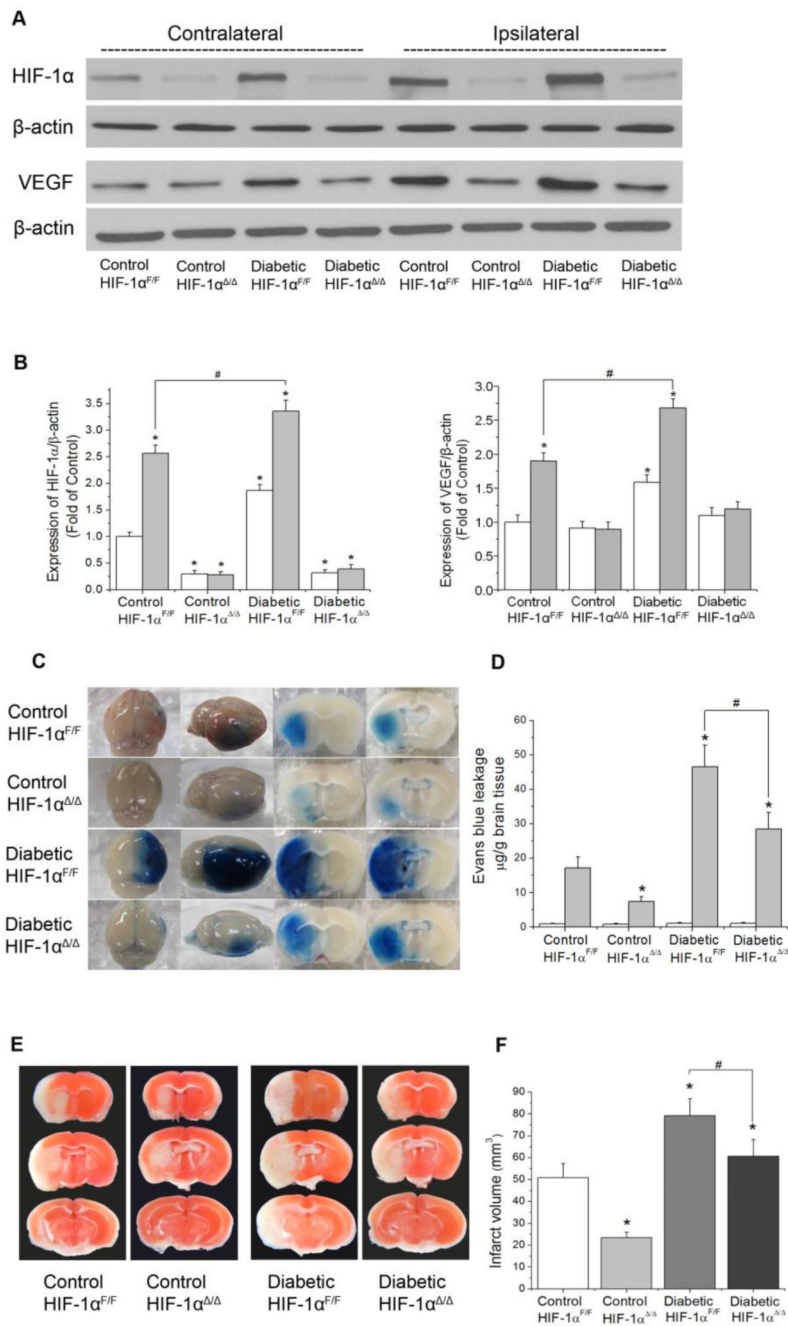 A
Contralateral Ipsilateral
HIF-1α
β-actin
VEGF
β-actin
Control Control Diabetic Diabetic Control Control Diabetic Diabetic
HIF-1αF/F HIF-1αΔ/Δ HIF-1αF/F HIF-1αΔ/Δ HIF-1αF/F HIF-1αΔ/Δ HIF-1αF/F HIF-1αΔ/Δ
B
Expression of HIF-1α/β-actin
(Fold of Control)
3.5
3.0
2.5
2.0
1.5
1.0
0.5
0.0
#
* * * * * * *
Control Control Diabetic Diabetic
HIF-1αF/F HIF-1αΔ/Δ HIF-1αF/F HIF-1αΔ/Δ
Expression of VEGF/β-actin
(Fold of Control)
3.0
2.5
2.0
1.5
1.0
0.5
0.0
#
* * *
Control Control Diabetic Diabetic
HIF-1αF/F HIF-1αΔ/Δ HIF-1αF/F HIF-1αΔ/Δ
C
Control
HIF-1αF/F
Control
HIF-1αΔ/Δ
Diabetic
HIF-1αF/F
Diabetic
HIF-1αΔ/Δ
D
Evans blue leakage
μg/g brain tissue
60
50
40
30
20
10
0
#
* * *
Control Control Diabetic Diabetic
HIF-1αF/F HIF-1αΔ/Δ HIF-1αF/F HIF-1αΔ/Δ
E
Control Control Diabetic Diabetic
HIF-1αF/F HIF-1αΔ/Δ HIF-1αF/F HIF-1αΔ/Δ
F
Infarct volume (mm3)
90
80
70
60
50
40
30
20
10
0
#
* * *
Control Control Diabetic Diabetic
HIF-1αF/F HIF-1αΔ/Δ HIF-1αF/F HIF-1αΔ/Δ